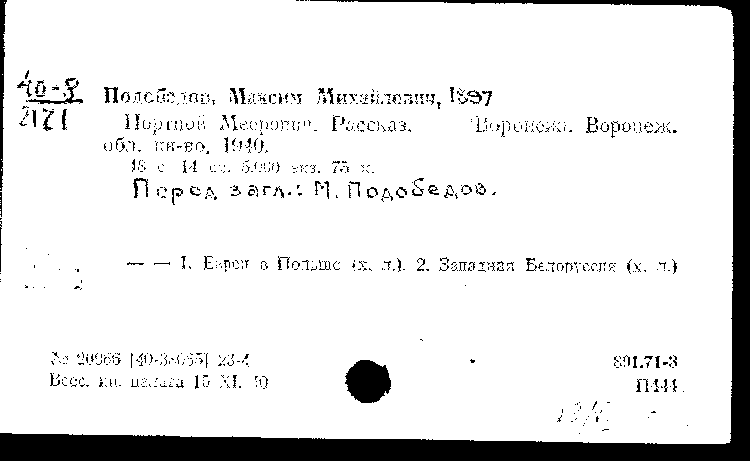 40-8
2171
Подобедов, Максим Михайлович, 1897
Портной Меерович. Рассказ. Воронеж. Воронеж.
обл. кн-во, 1940.
48 с. 14 см. 5.000 экз. 75 к.
Перед загл.: М. Подобедов.
— — 1. Евреи в Польше (х. л.). 2. Западная Белоруссия (х. л.)
№ 20966 [40-3-055] 23-4
Всес. кн. палата 15 XI. 40
891.71-3
П444